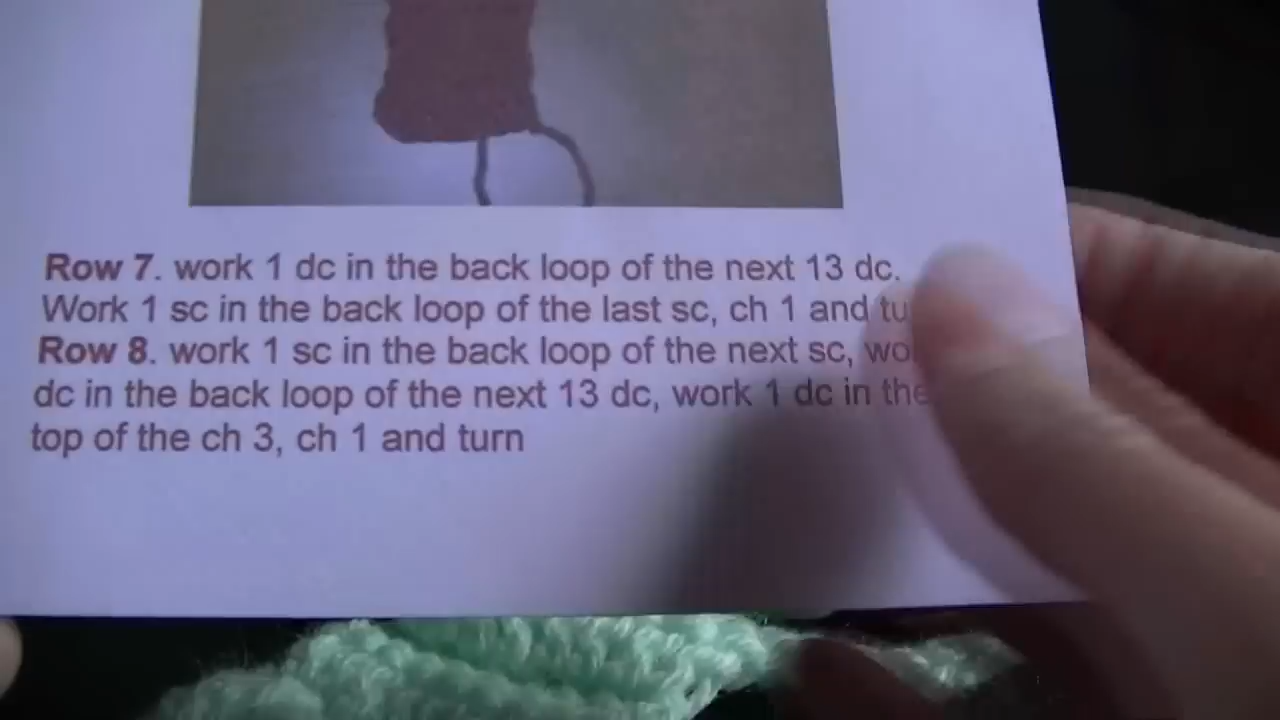 Row 7. work 1 dc in the back loop of the next 13 dc.
Work 1 sc in the back loop of the last sc, ch 1 and
Row 8. work 1 sc in the back loop of the next sc,
dc in the back loop of the next 13 dc, work 1 dc in the
top of the ch 3, ch 1 and turn